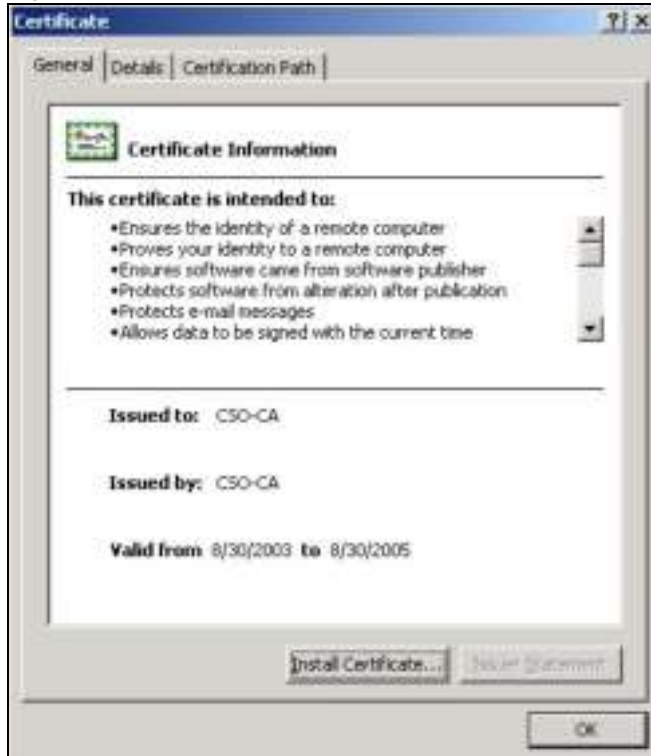 Certificate
General Details Certification Path
Certificate Information
This certificate is intended to:
•Ensures the identity of a remote computer
•Proves your identity to a remote computer
•Ensures software came from software publisher
•Protects software from alteration after publication
•Protects e-mail messages
•Allows data to be signed with the current time
Issued to: CSO-CA
Issued by: CSO-CA
Valid from 8/30/2003 to 8/30/2005
Install Certificate... Issuer Statement
OK